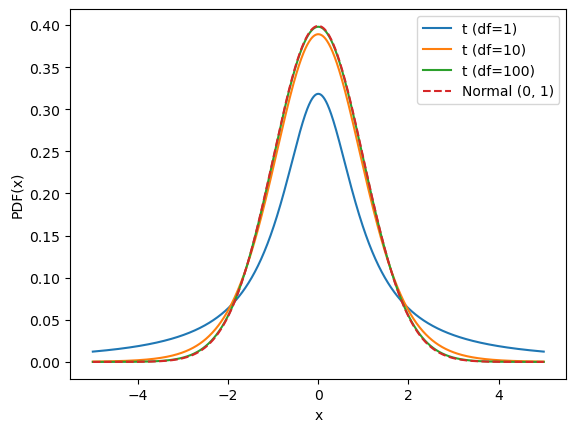 t (df=1)
t (df=10)
t (df=100)
Normal (0, 1)
0.40
0.35
0.30
0.25
0.20
0.15
0.10
0.05
0.00
PDF(x)
−4 −2 0 2 4
x